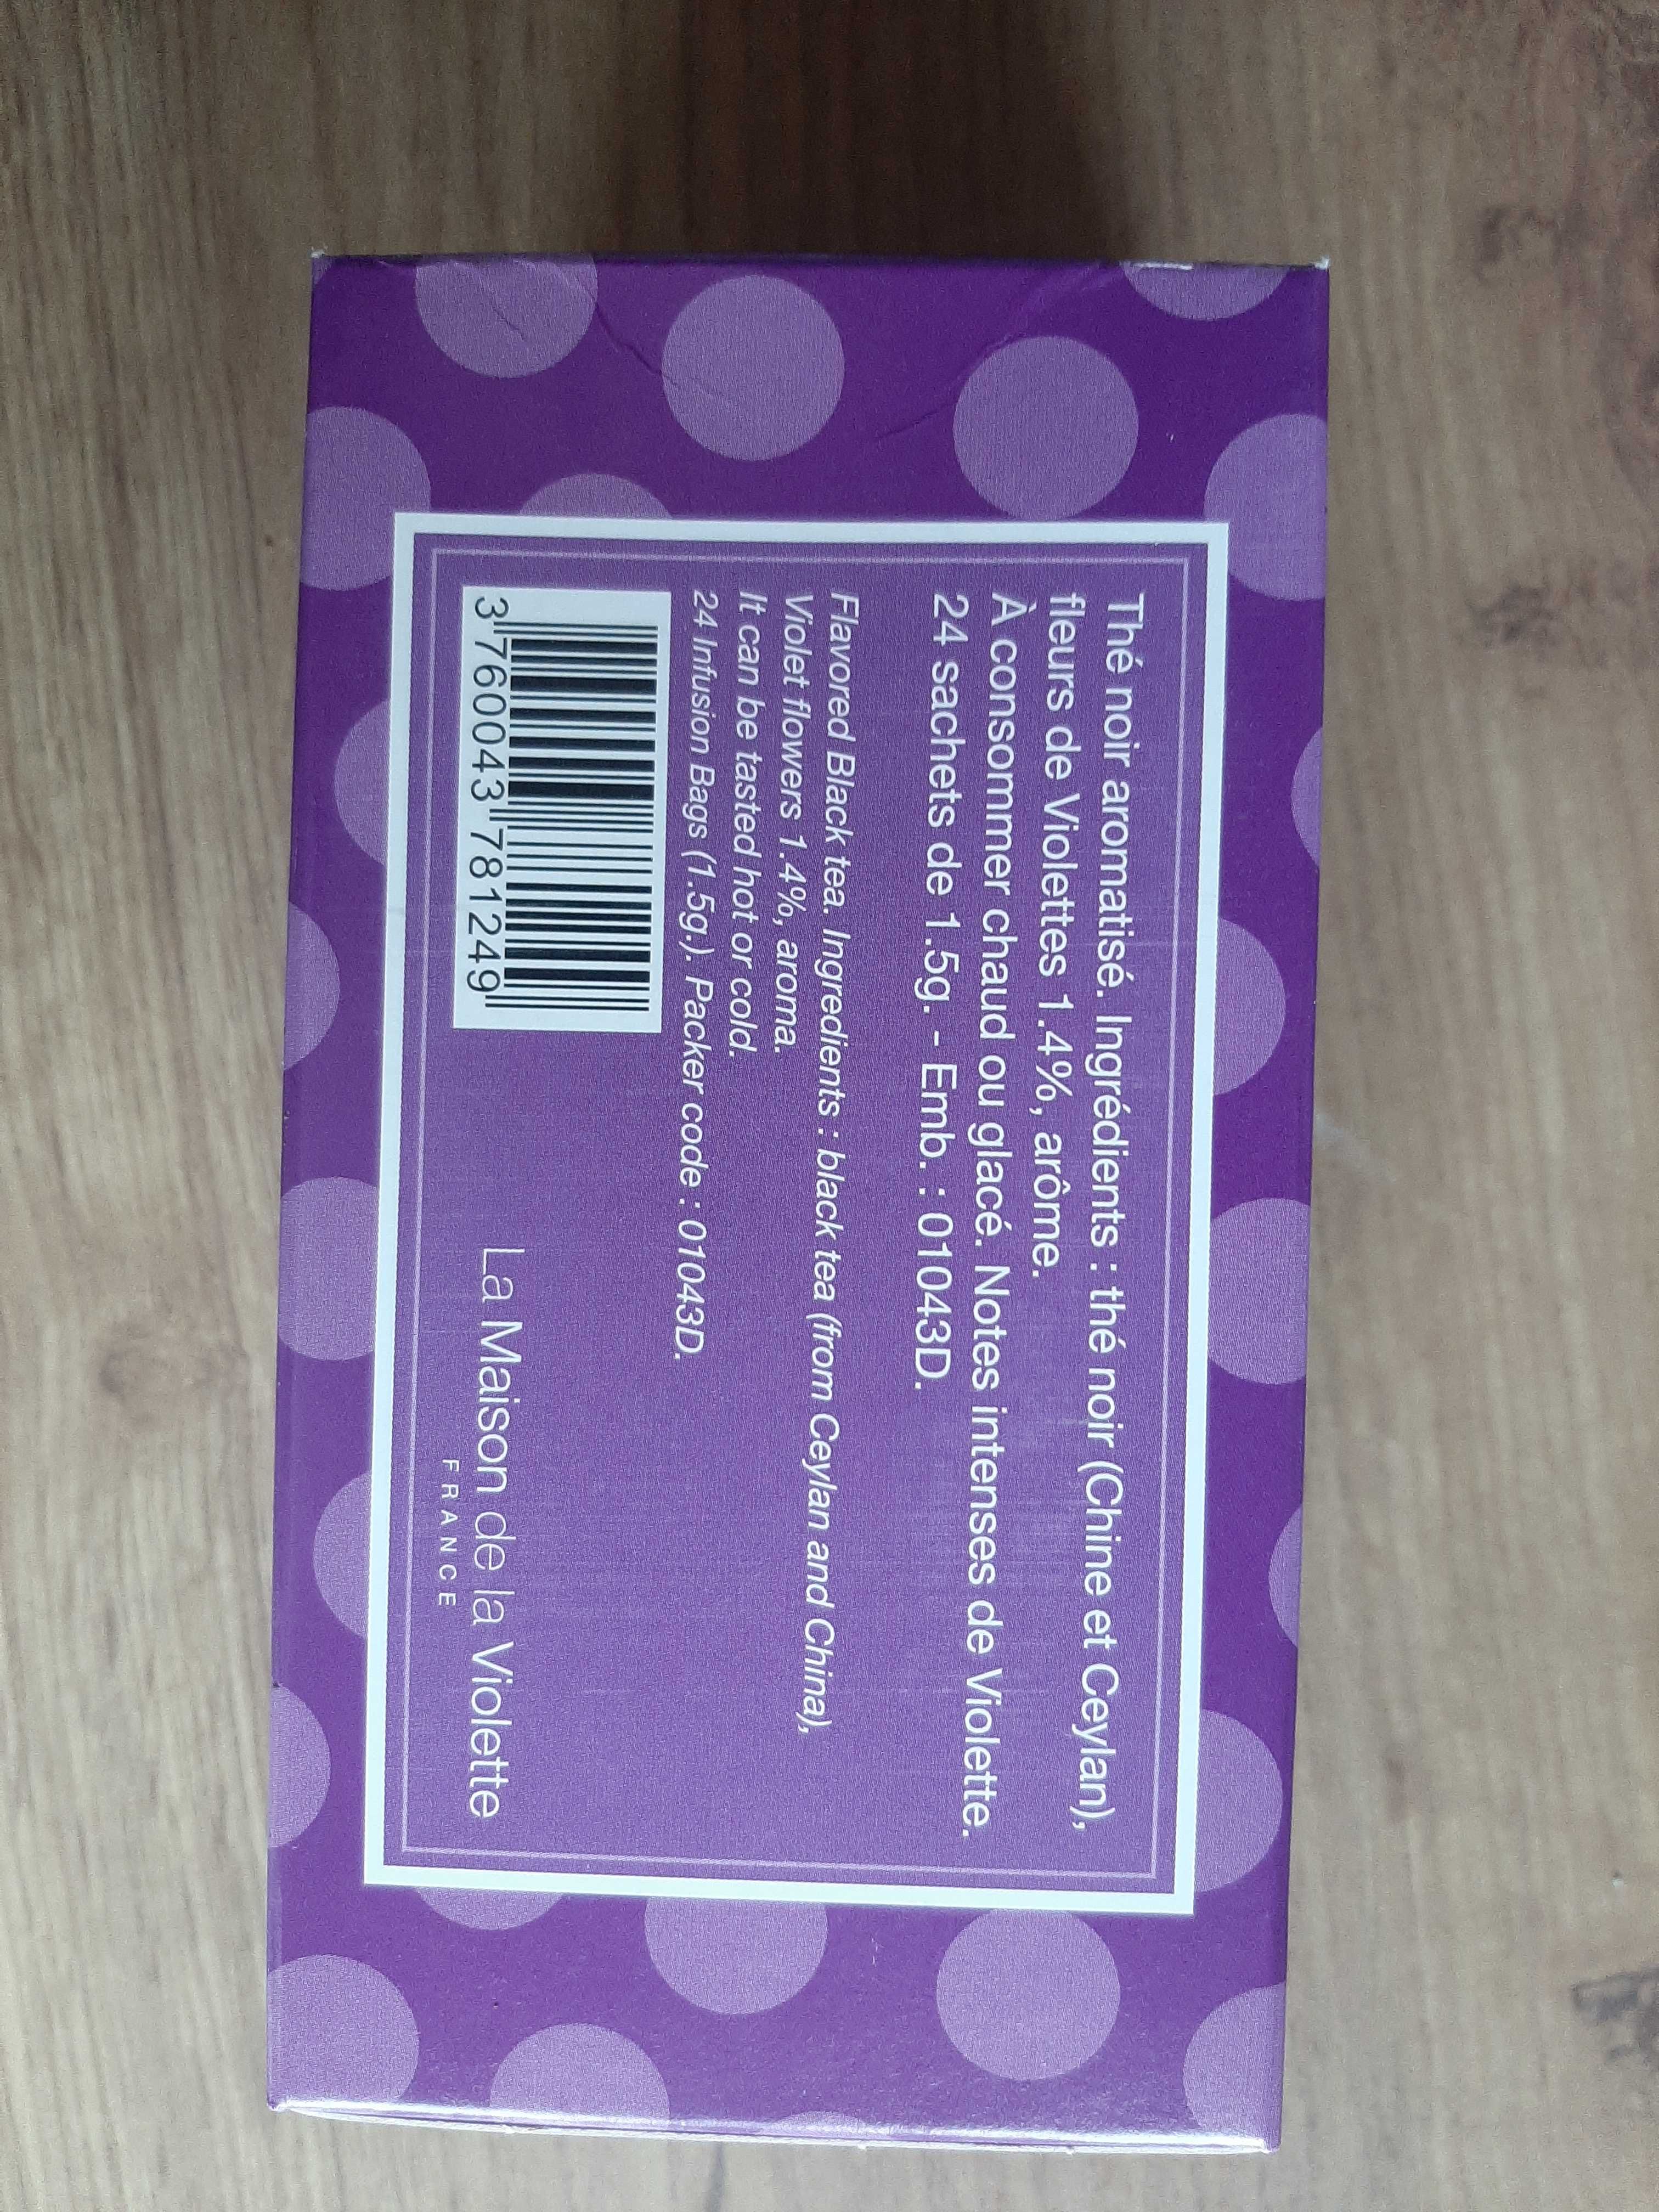 Thé noir aromatisé. Ingrédients : thé noir (Chine et Ceylan),
fleurs de Violettes 1.4%, arôme.
À consommer chaud ou glacé. Notes intenses de Violette.
24 sachets de 1.5g. - Emb. : 01043D.
Flavored Black tea. Ingredients : black tea (from Ceylan and China),
Violet flowers 1.4%, aroma.
It can be tasted hot or cold.
24 Infusion Bags (1.5g.). Packer code : 01043D.
3 760043 781249
La Maison de la Violette
FRANCE